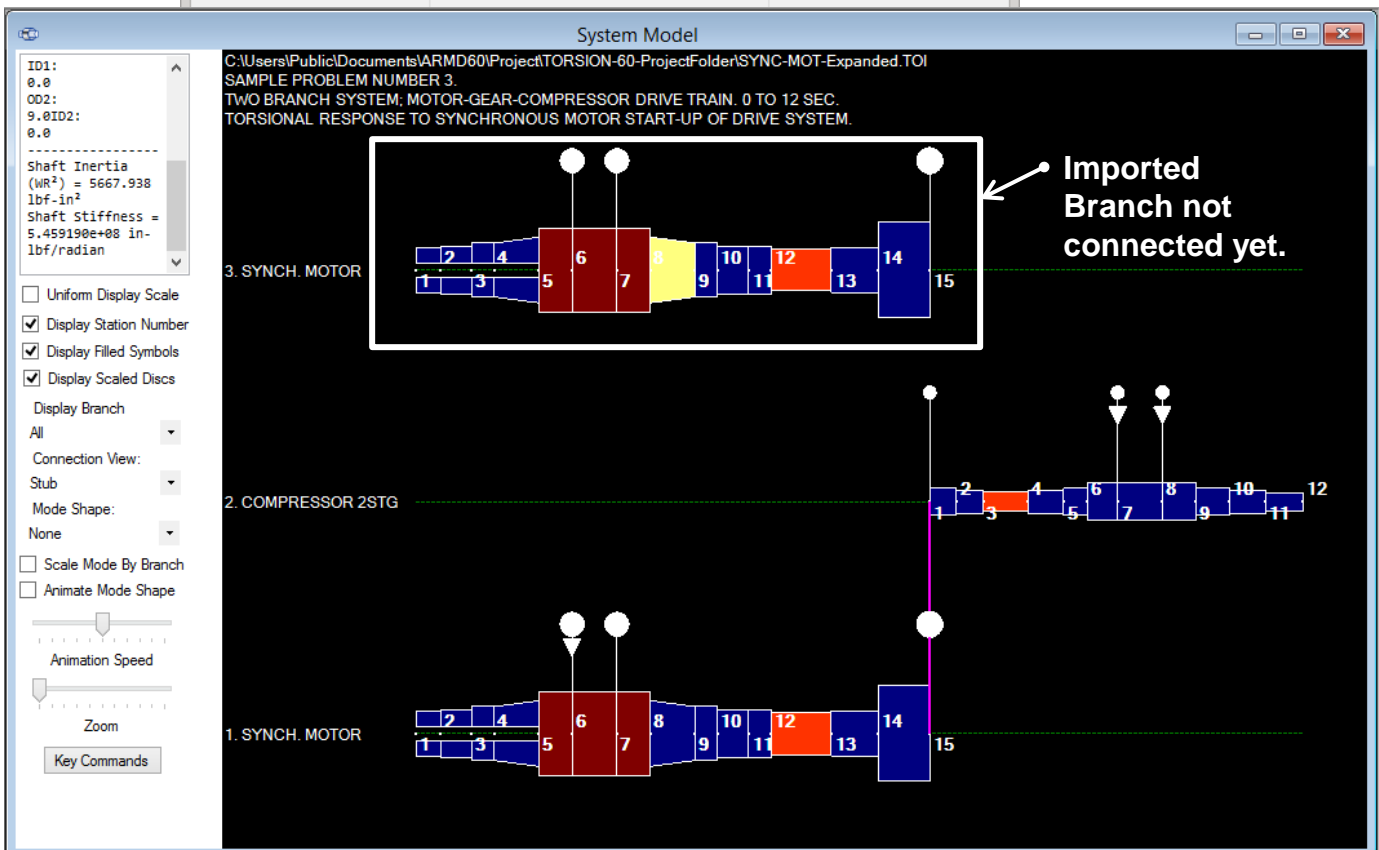 System Model
ID1:
0.0
OD2:
9.0ID2:
0.0
-----------------
Shaft Inertia
(WR²) = 5667.938
lbf-in²
Shaft Stiffness =
5.459190e+08 in-
lbf/radian
Uniform Display Scale
Display Station Number
Display Filled Symbols
Display Scaled Discs
Display Branch
All
Connection View:
Stub
Mode Shape:
None
Scale Mode By Branch
Animate Mode Shape
Animation Speed
Zoom
Key Commands
C:\Users\Public\Documents\ARMD60\Project\TORSION-60-ProjectFolder\SYNC-MOT-Expanded.TOI
SAMPLE PROBLEM NUMBER 3.
TWO BRANCH SYSTEM; MOTOR-GEAR-COMPRESSOR DRIVE TRAIN. 0 TO 12 SEC.
TORSIONAL RESPONSE TO SYNCHRONOUS MOTOR START-UP OF DRIVE SYSTEM.
Imported
Branch not
connected yet.
3. SYNCH. MOTOR
2 4 6 8 10 12 14
1 3 5 7 9 11 13 15
2. COMPRESSOR 2STG
2 4 6 8 10 12
1 3 5 7 9 11
1. SYNCH. MOTOR
2 4 6 8 10 12 14
1 3 5 7 9 11 13 15